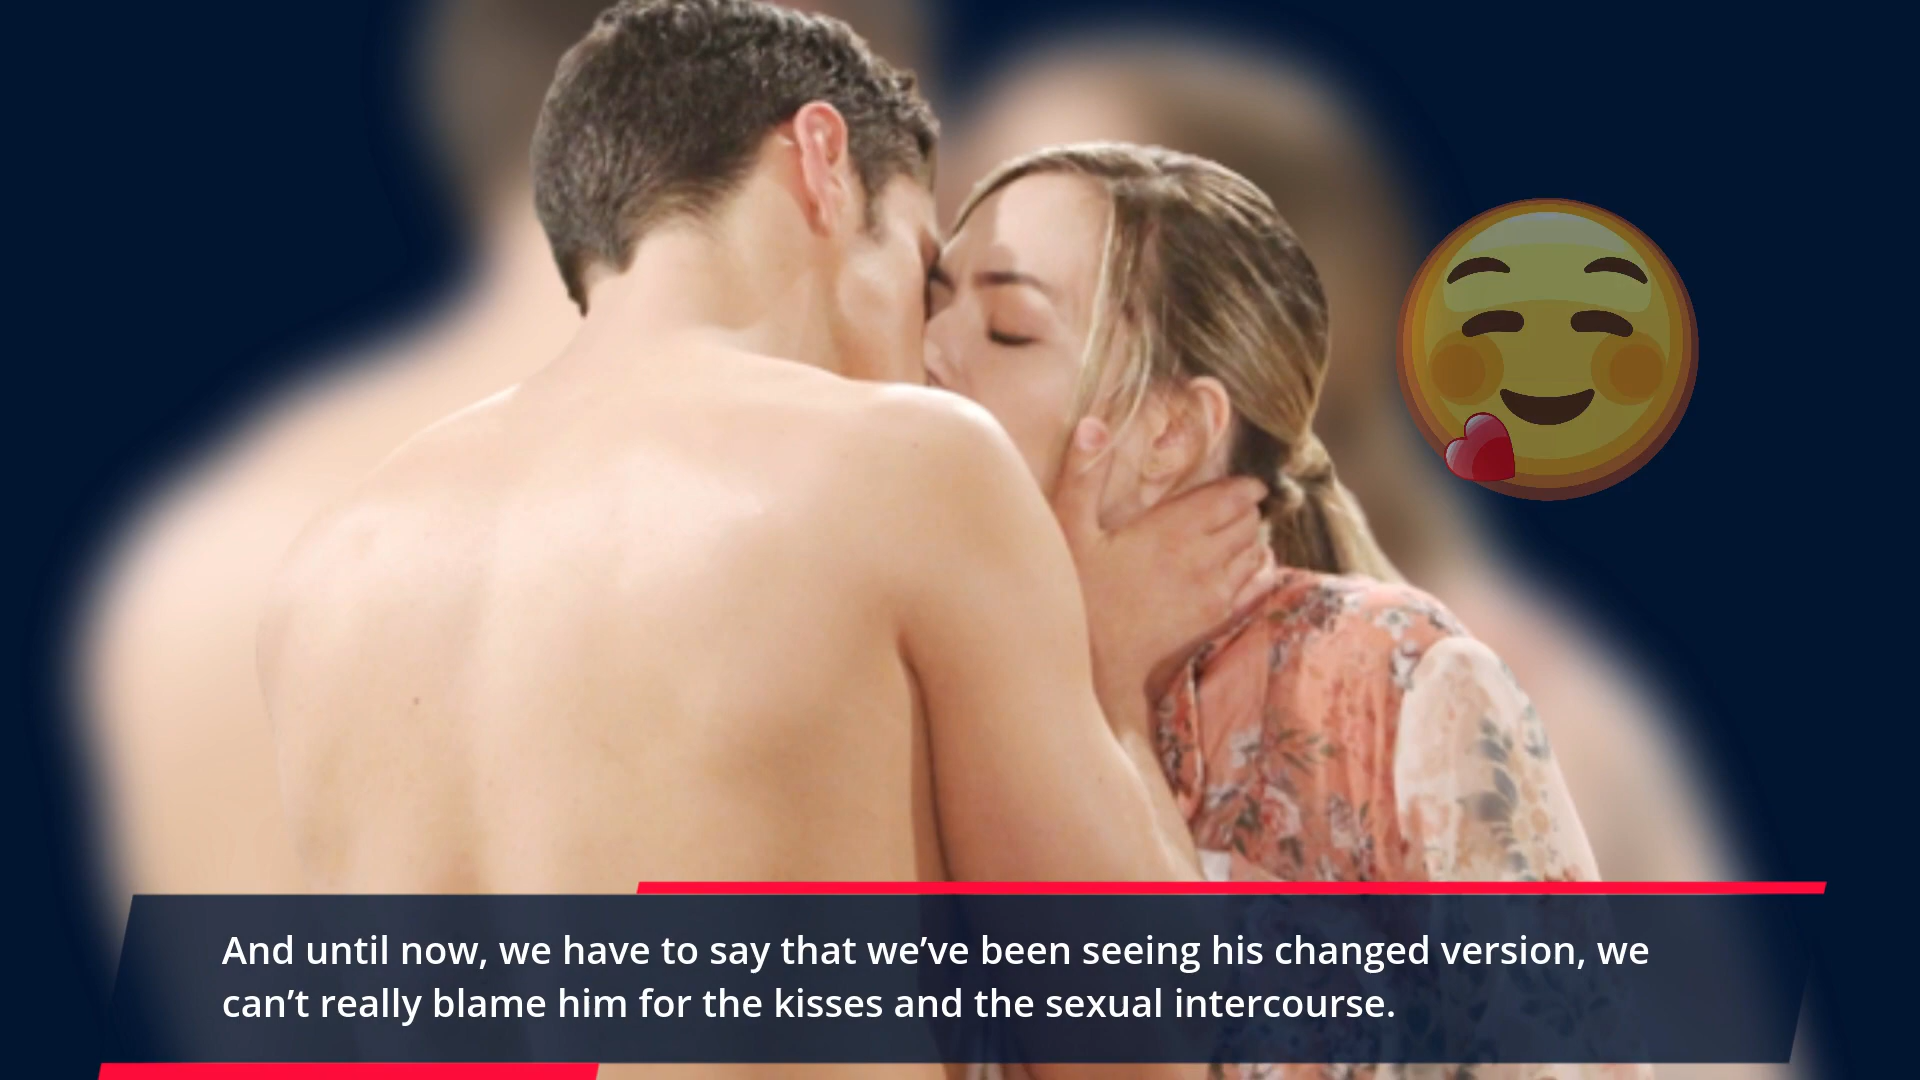 And until now, we have to say that we’ve been seeing his changed version, we
can’t really blame him for the kisses and the sexual intercourse.